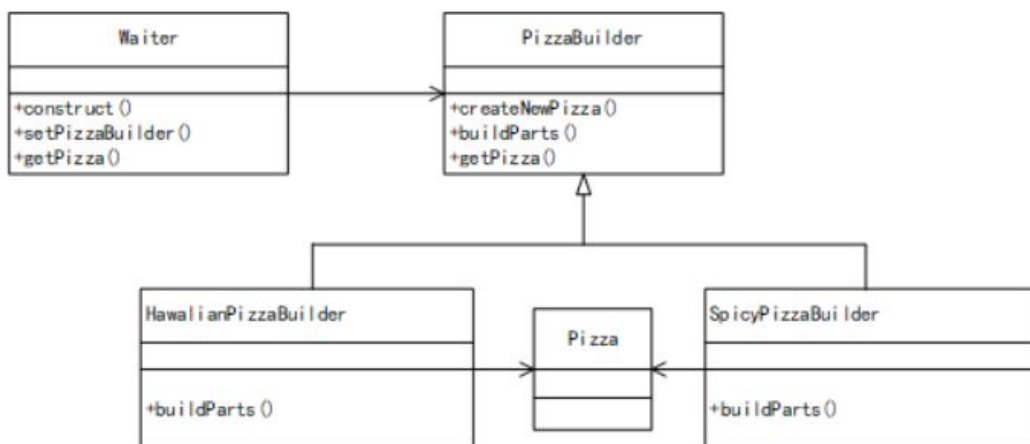 Waiter
+construct()
+setPizzaBuilder()
+getPizza()
PizzaBuilder
+createNewPizza()
+buildParts()
+getPizza()
HawalianPizzaBuilder
+buildParts()
Pizza
SpicyPizzaBuilder
+buildParts()